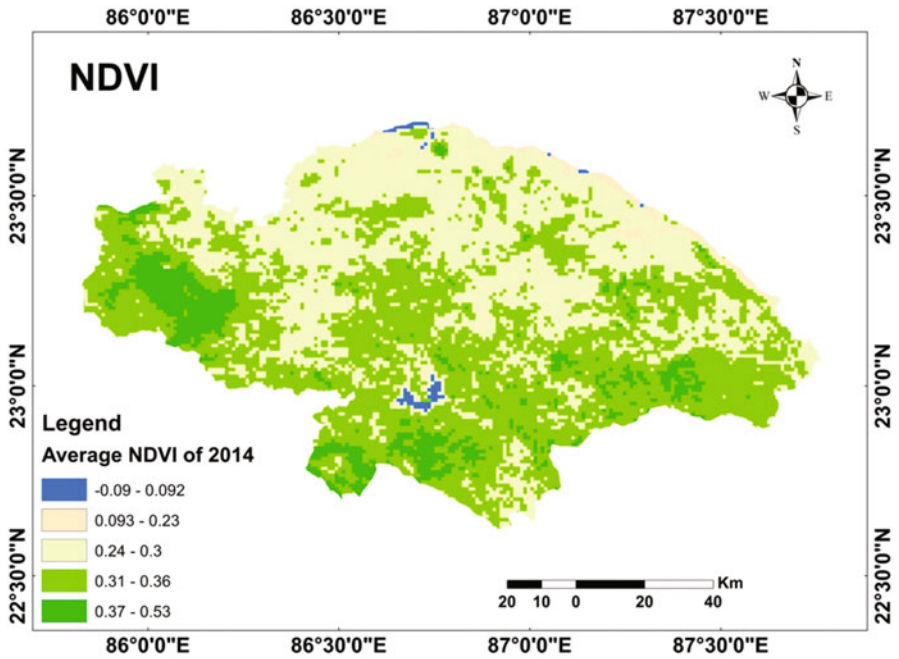 86°0'0"E 86°30'0"E 87°0'0"E 87°30'0"E
NDVI
N
W E
S
23°30'0"N 23°30'0"N
23°0'0"N 23°0'0"N
22°30'0"N 22°30'0"N
Legend
Average NDVI of 2014
-0.09 - 0.092
0.093 - 0.23
0.24 - 0.3
0.31 - 0.36
0.37 - 0.53
Km
20 10 0 20 40
86°0'0"E 86°30'0"E 87°0'0"E 87°30'0"E